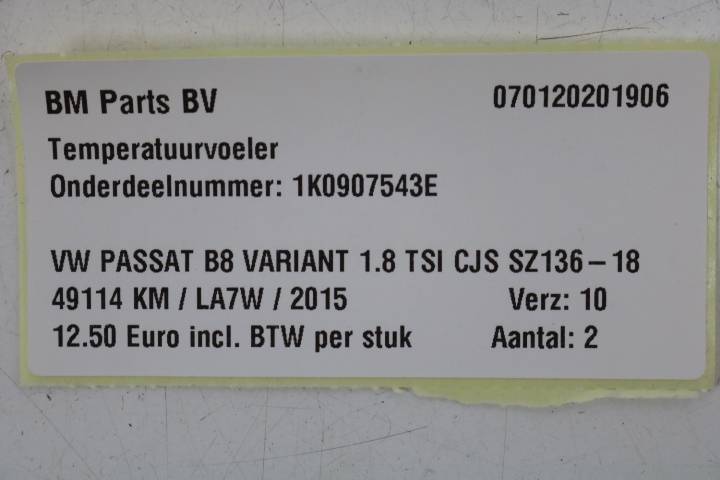 BM Parts BV 070120201906
Temperatuurvoeler
Onderdeelnummer: 1K0907543E
VW PASSAT B8 VARIANT 1.8 TSI CJS SZ136-18
49114 KM / LA7W / 2015 Verz: 10
12.50 Euro incl. BTW per stuk Aantal: 2